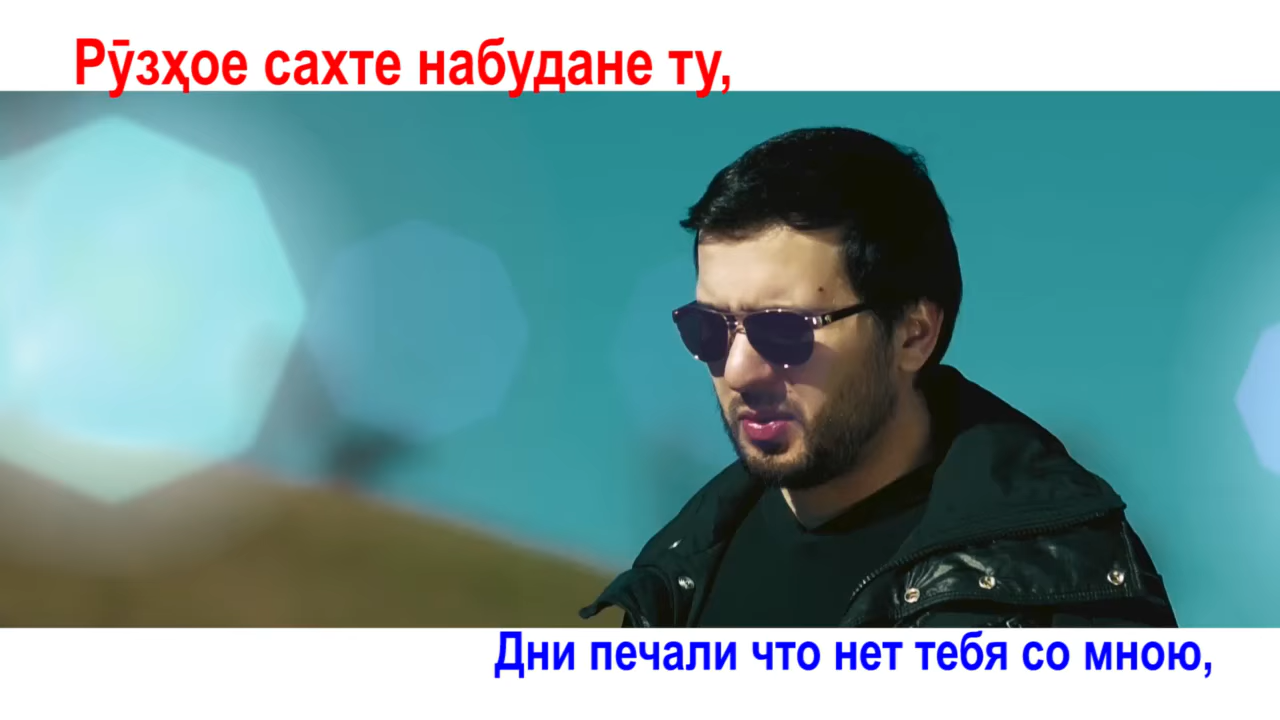 Рӯзҳое сахте набудане ту,
Дни печали что нет тебя со мною,